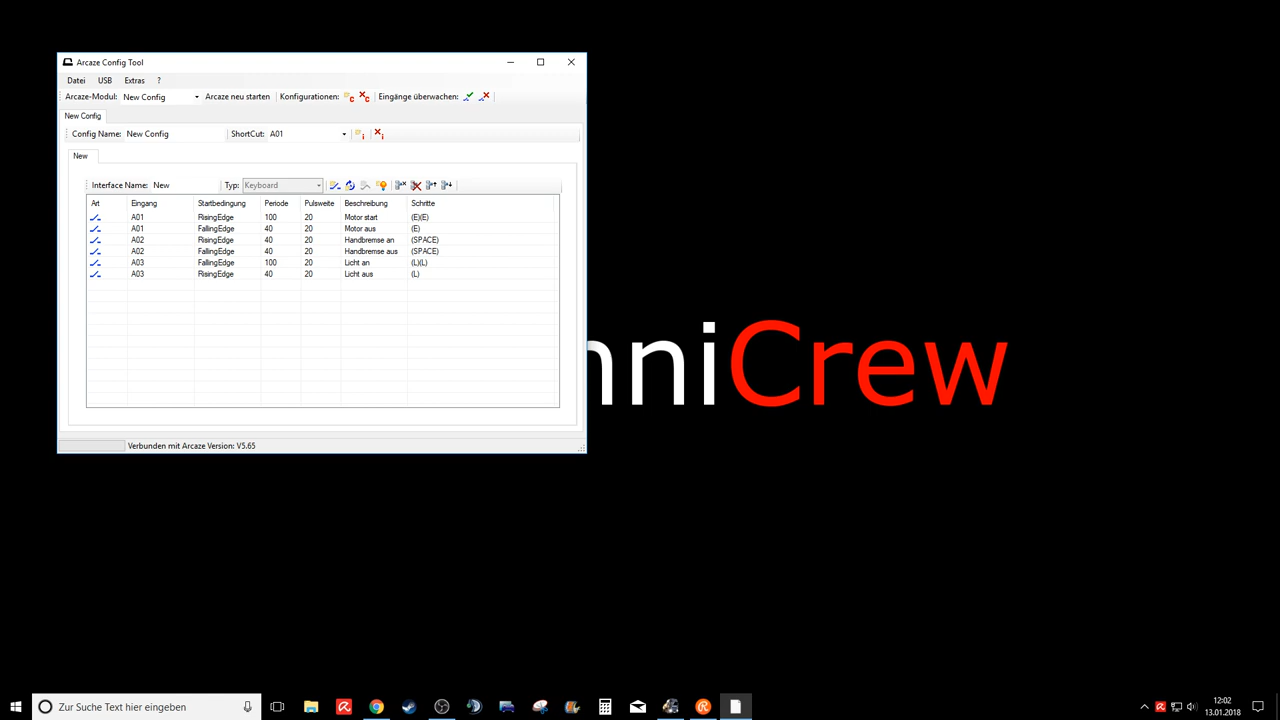 Arcaze Config Tool
Datei USB Extras ?
Arcaze-Modul: New Config Arcaze neu starten Konfigurationen: Eingänge überwachen:
New Config
Config Name: New Config ShortCut: A01
New
Interface Name: New Typ: Keyboard
Art Eingang Startbedingung Periode Pulsweite Beschreibung Schritte
A01 RisingEdge 100 20 Motor start (E)(E)
A01 FallingEdge 40 20 Motor aus (E)
A02 RisingEdge 40 20 Handbremse an (SPACE)
A02 FallingEdge 40 20 Handbremse aus (SPACE)
A03 FallingEdge 100 20 Licht an (L)(L)
A03 RisingEdge 40 20 Licht aus (L)
Verbunden mit Arcaze Version: V5.65
nniCrew
Zur Suche Text hier eingeben
12:02
13.01.2018